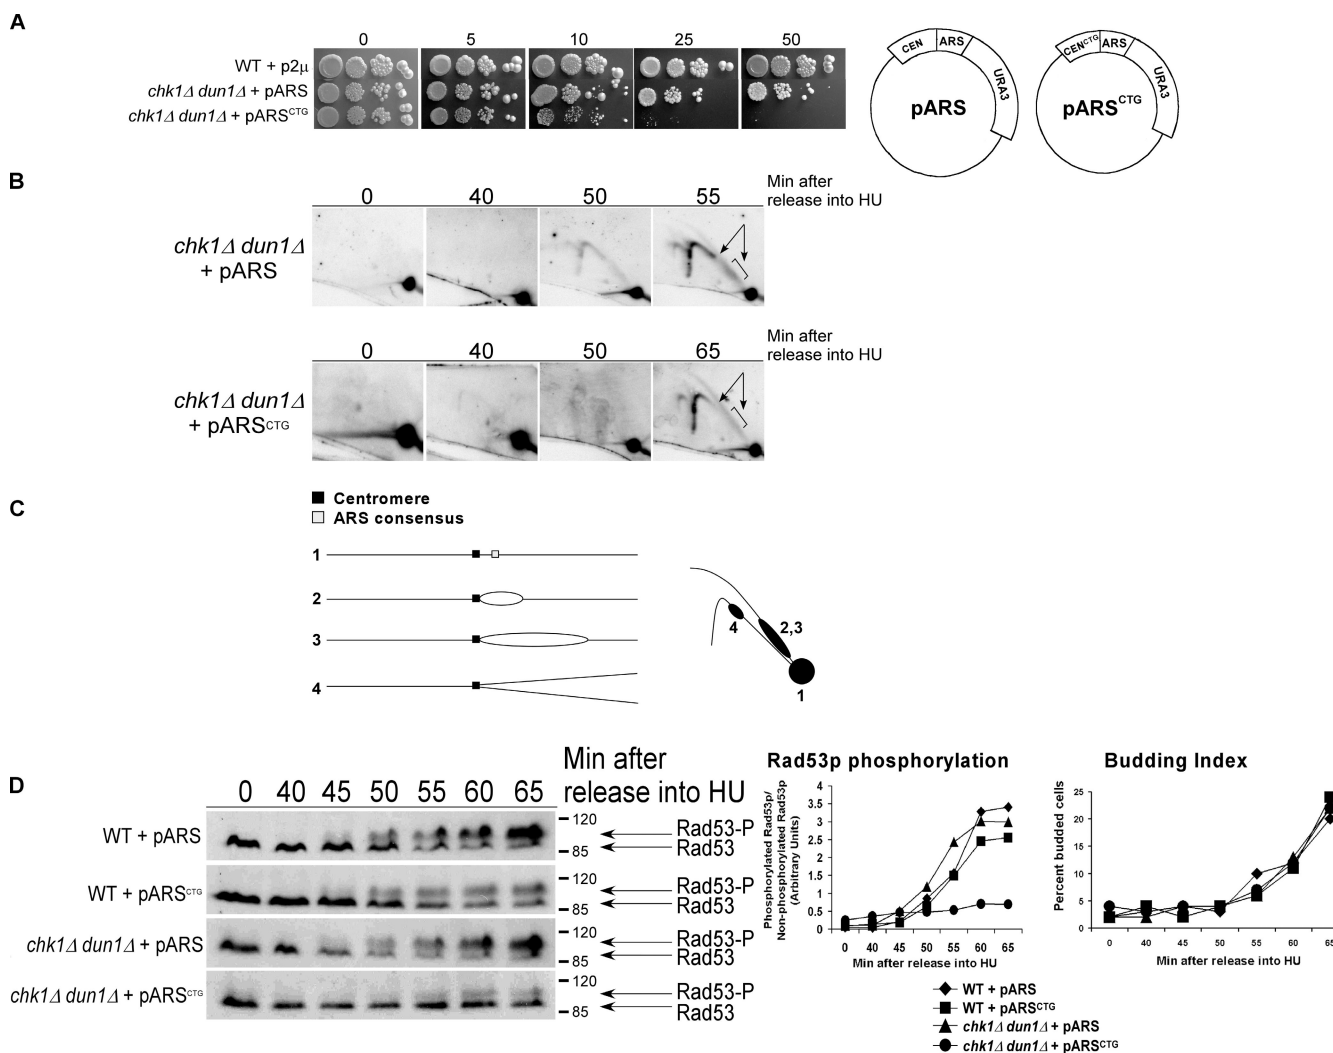 A
0 5 10 25 50
WT + p2μ
chk1Δ dun1Δ + pARS
chk1Δ dun1Δ + pARSCTG
CEN ARS URA3
pARS
CENCTG ARS URA3
pARSCTG
B
0 40 50 55
Min after
release into HU
chk1Δ dun1Δ
+ pARS
0 40 50 65
Min after
release into HU
chk1Δ dun1Δ
+ pARSCTG
C
Centromere
ARS consensus
1
2
3
4
4
2,3
1
D
0 40 45 50 55 60 65
Min after
release into HU
WT + pARS
120
85
Rad53-P
Rad53
WT + pARSCTG
120
85
Rad53-P
Rad53
chk1Δ dun1Δ + pARS
120
85
Rad53-P
Rad53
chk1Δ dun1Δ + pARSCTG
120
85
Rad53-P
Rad53
Rad53p phosphorylation
Phosphorylated Rad53p/
Non-phosphorylated Rad53p
(Arbitrary Units)
4
3.5
3
2.5
2
1.5
1
0.5
0
0 40 45 50 55 60 65
Min after release into HU
Budding Index
Percent budded cells
25
20
15
10
5
0
0 40 45 50 55 60 65
Min after release into HU
WT + pARS
WT + pARSCTG
chk1Δ dun1Δ + pARS
chk1Δ dun1Δ + pARSCTG